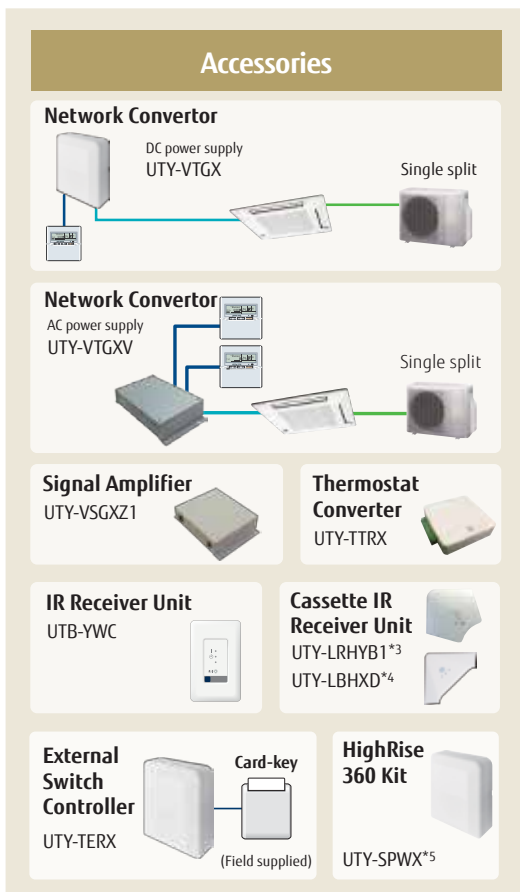 Accessories
Network Convertor
DC power supply
UTY-VTGX
Single split
Network Convertor
AC power supply
UTY-VTGXV
Single split
Signal Amplifier
UTY-VSGXZ1
Thermostat
Converter
UTY-TTRX
IR Receiver Unit
UTB-YWC
Cassette IR
Receiver Unit
UTY-LRHYB1*3
UTY-LBHXD*4
External
Switch
Controller
UTY-TERX
Card-key
(Field supplied)
HighRise
360 Kit
UTY-SPWX*5